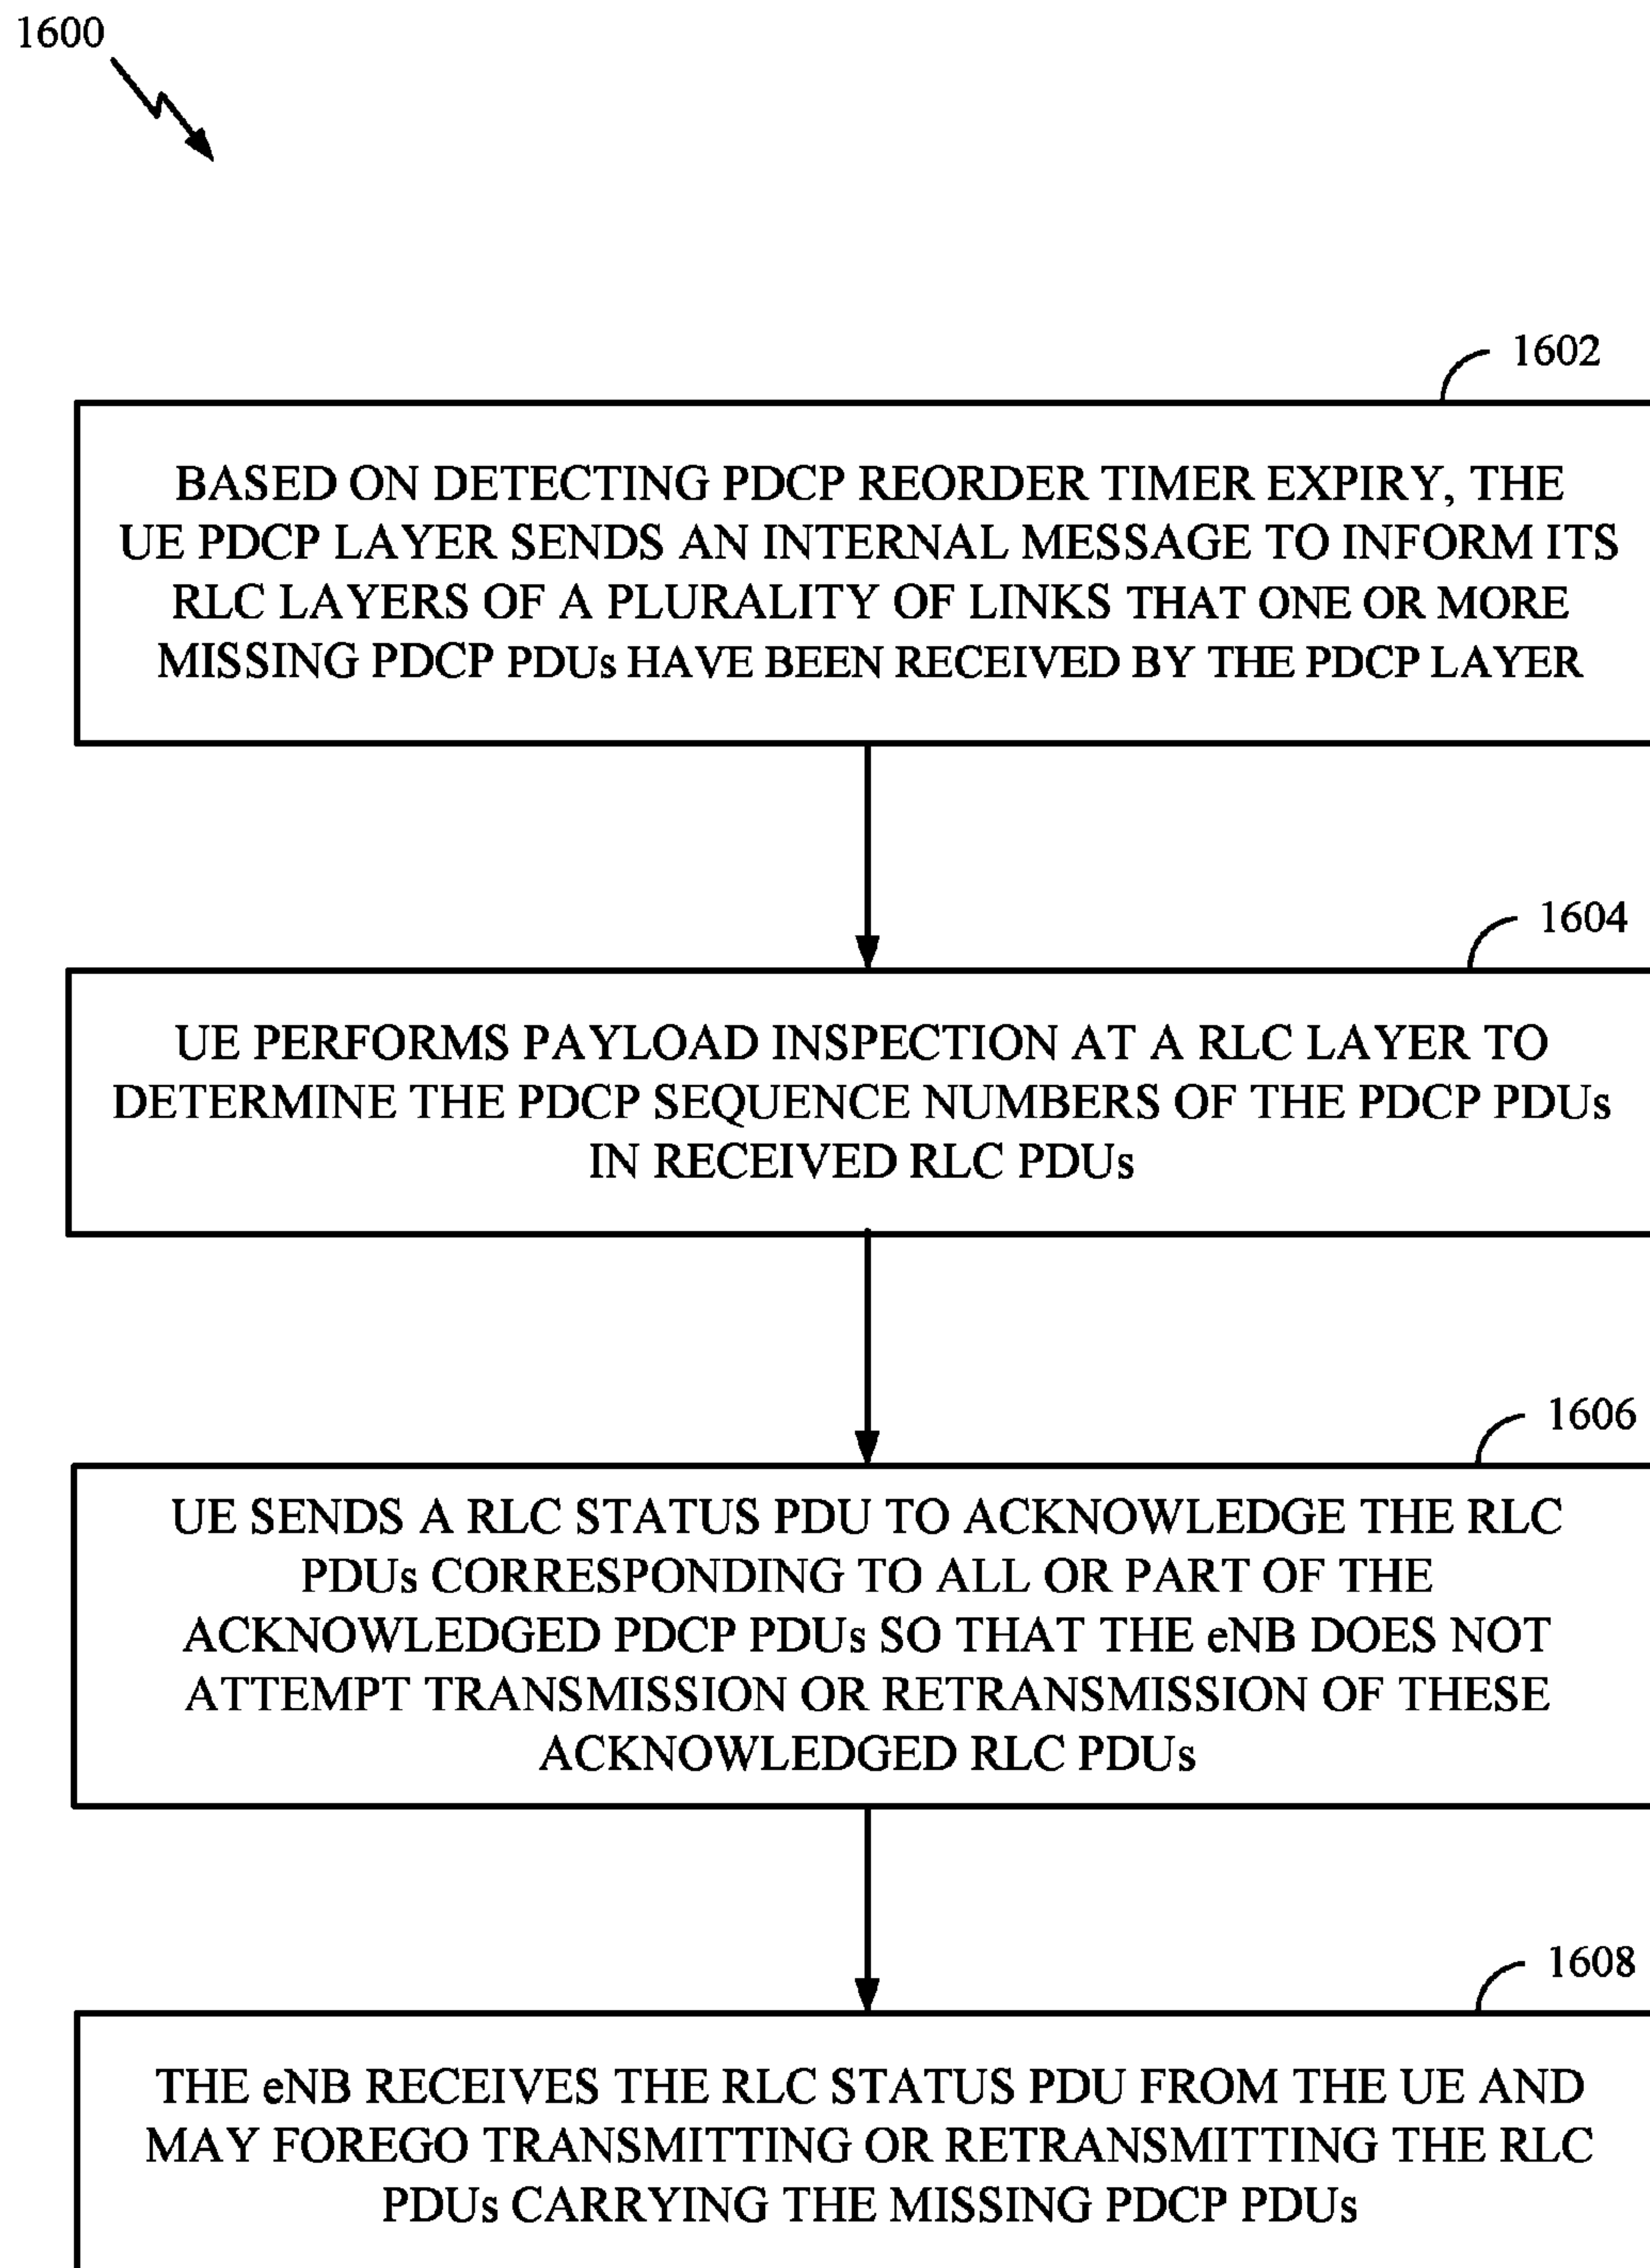 1600
1602
BASED ON DETECTING PDCP REORDER TIMER EXPIRY, THE
UE PDCP LAYER SENDS AN INTERNAL MESSAGE TO INFORM ITS
RLC LAYERS OF A PLURALITY OF LINKS THAT ONE OR MORE
MISSING PDCP PDUs HAVE BEEN RECEIVED BY THE PDCP LAYER
1604
UE PERFORMS PAYLOAD INSPECTION AT A RLC LAYER TO
DETERMINE THE PDCP SEQUENCE NUMBERS OF THE PDCP PDUs
IN RECEIVED RLC PDUs
1606
UE SENDS A RLC STATUS PDU TO ACKNOWLEDGE THE RLC
PDUs CORRESPONDING TO ALL OR PART OF THE
ACKNOWLEDGED PDCP PDUs SO THAT THE eNB DOES NOT
ATTEMPT TRANSMISSION OR RETRANSMISSION OF THESE
ACKNOWLEDGED RLC PDUs
1608
THE eNB RECEIVES THE RLC STATUS PDU FROM THE UE AND
MAY FOREGO TRANSMITTING OR RETRANSMITTING THE RLC
PDUs CARRYING THE MISSING PDCP PDUs